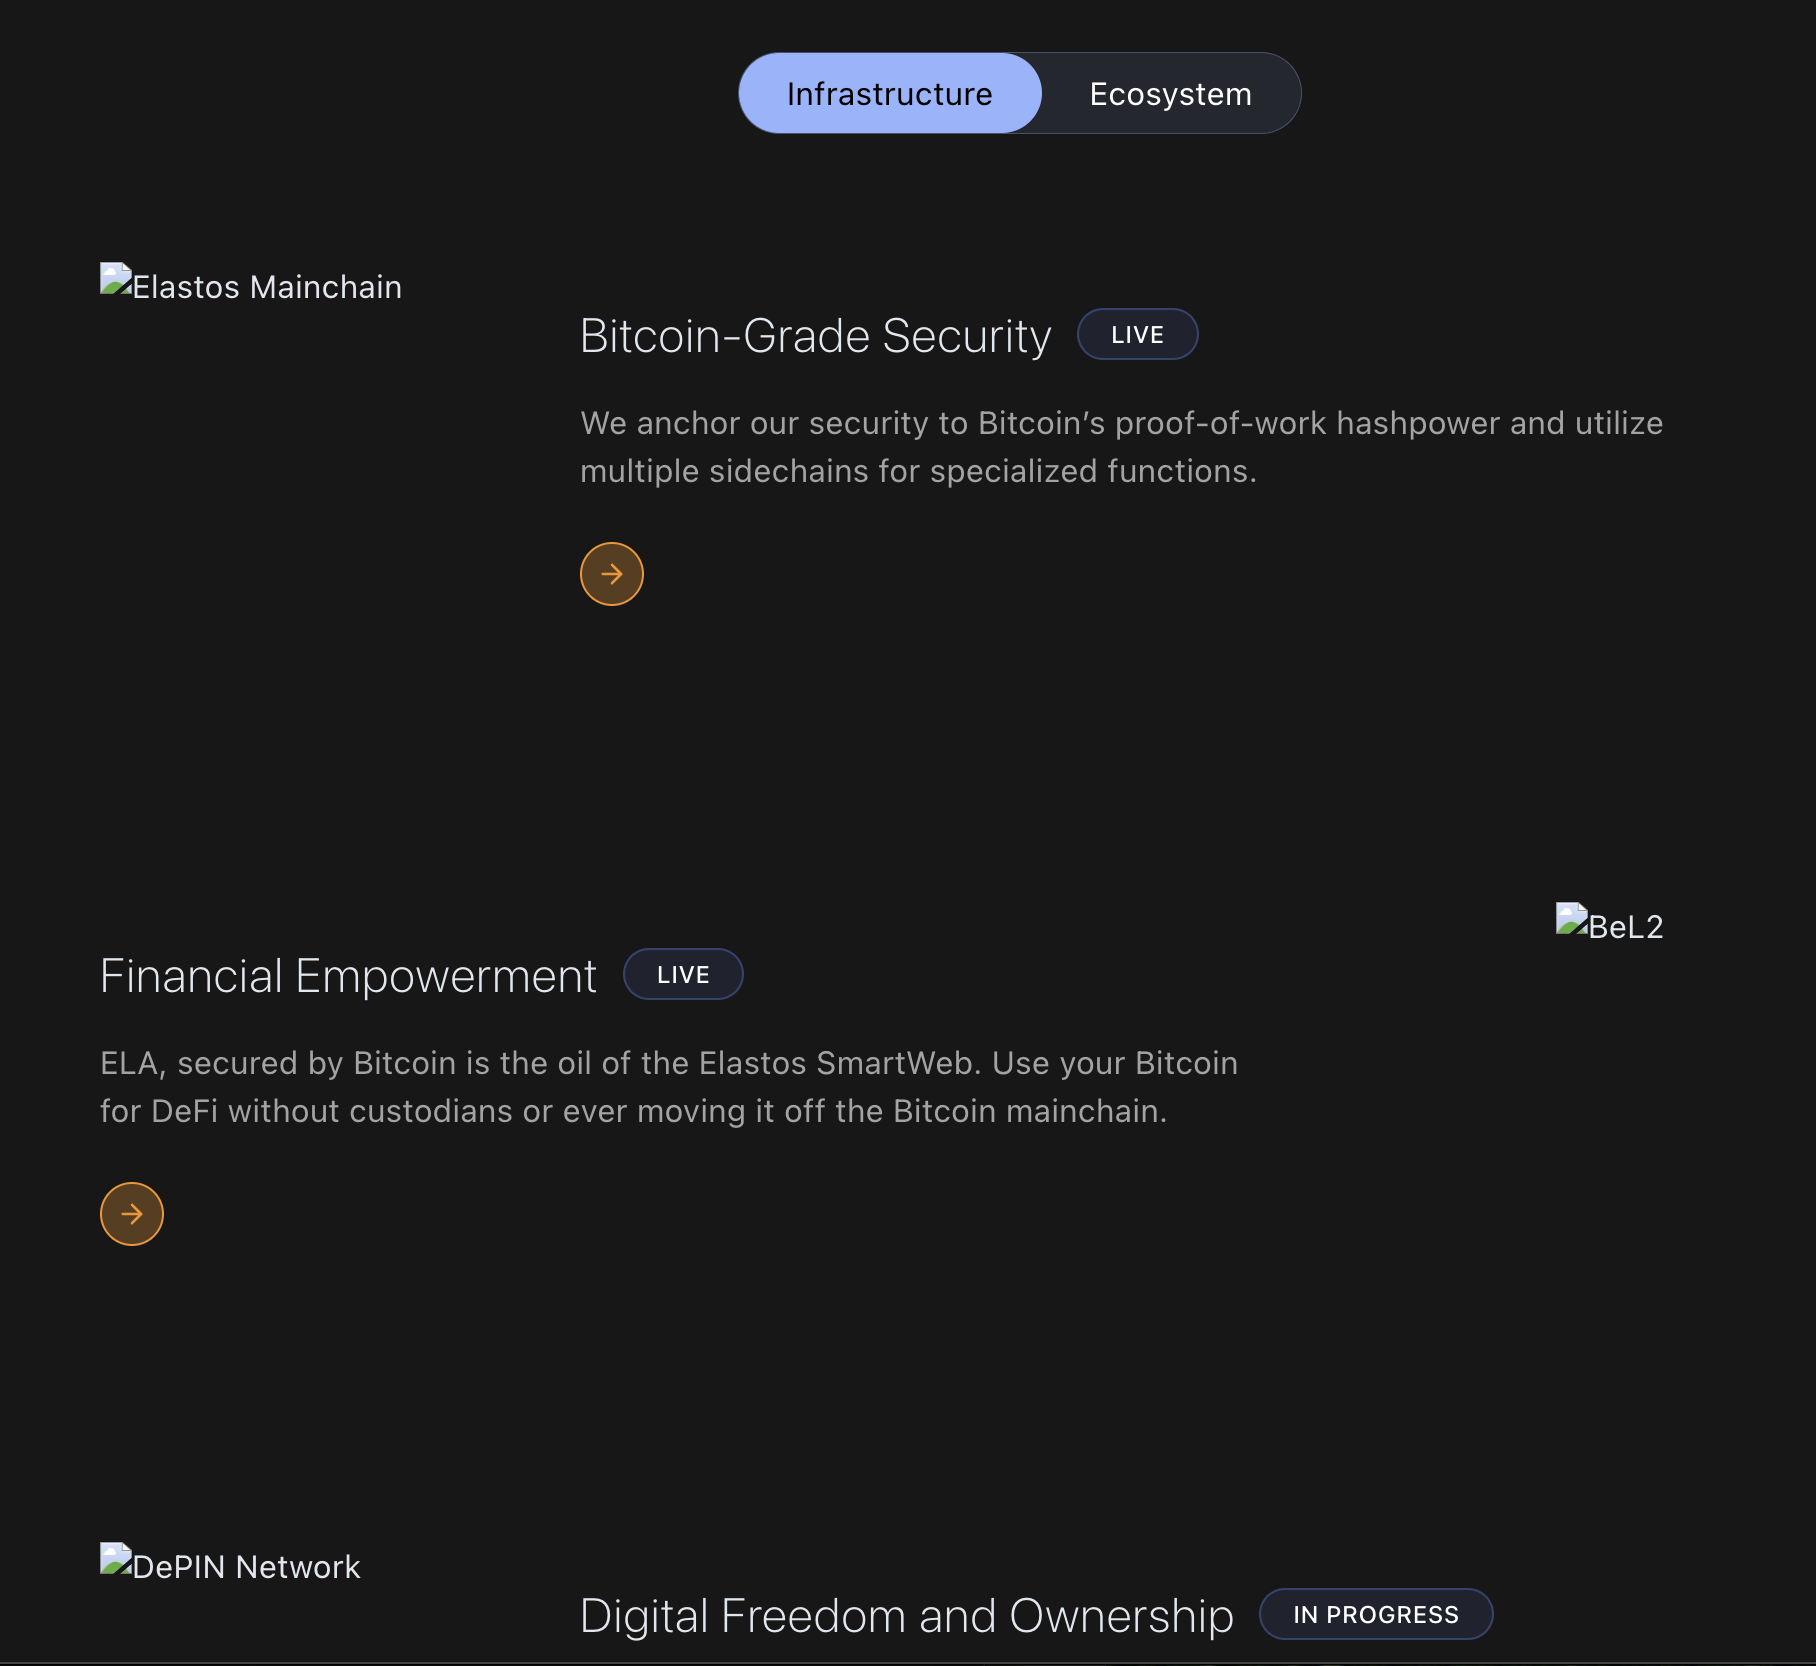 Infrastructure
Ecosystem
Elastos Mainchain
Bitcoin-Grade Security
LIVE
We anchor our security to Bitcoin’s proof-of-work hashpower and utilize
multiple sidechains for specialized functions.
BeL2
Financial Empowerment
LIVE
ELA, secured by Bitcoin is the oil of the Elastos SmartWeb. Use your Bitcoin
for DeFi without custodians or ever moving it off the Bitcoin mainchain.
DePIN Network
Digital Freedom and Ownership
IN PROGRESS